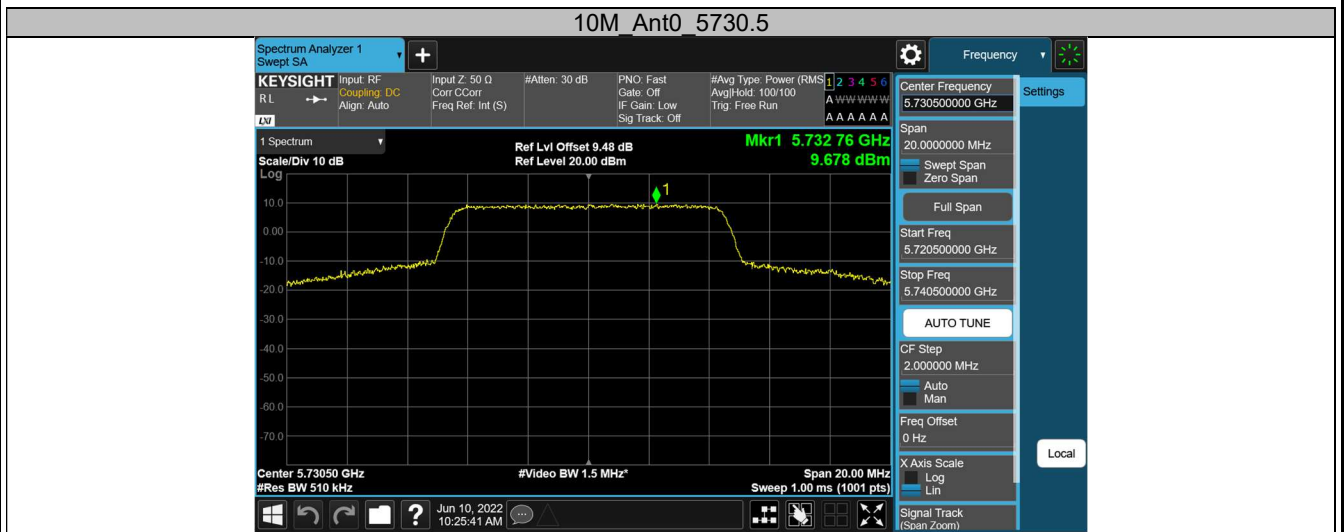 10M_Ant0_5730.5
Spectrum Analyzer 1
Swept SA
+
Frequency
KEYSIGHT
RL
LXI
Input: RF
Coupling: DC
Align: Auto
Input Z: 50 Ω
Corr CCorr
Freq Ref: Int (S)
#Atten: 30 dB
PNO: Fast
Gate: Off
IF Gain: Low
Sig Track: Off
#Avg Type: Power (RMS
Avg|Hold: 100/100
Trig: Free Run
1 2 3 4 5 6
A W W W W W
A A A A A A
1 Spectrum
Scale/Div 10 dB
Log
Ref Lvl Offset 9.48 dB
Ref Level 20.00 dBm
Mkr1 5.732 76 GHz
9.678 dBm
1
10.0
0.00
-10.0
-20.0
-30.0
-40.0
-50.0
-60.0
-70.0
Center 5.73050 GHz
#Res BW 510 kHz
#Video BW 1.5 MHz*
Span 20.00 MHz
Sweep 1.00 ms (1001 pts)
Center Frequency
5.730500000 GHz
Settings
Span
20.0000000 MHz
Swept Span
Zero Span
Full Span
Start Freq
5.720500000 GHz
Stop Freq
5.740500000 GHz
AUTO TUNE
CF Step
2.000000 MHz
Auto
Man
Freq Offset
0 Hz
X Axis Scale
Log
Lin
Local
Signal Track
(Span Zoom)
?
Jun 10, 2022
10:25:41 AM